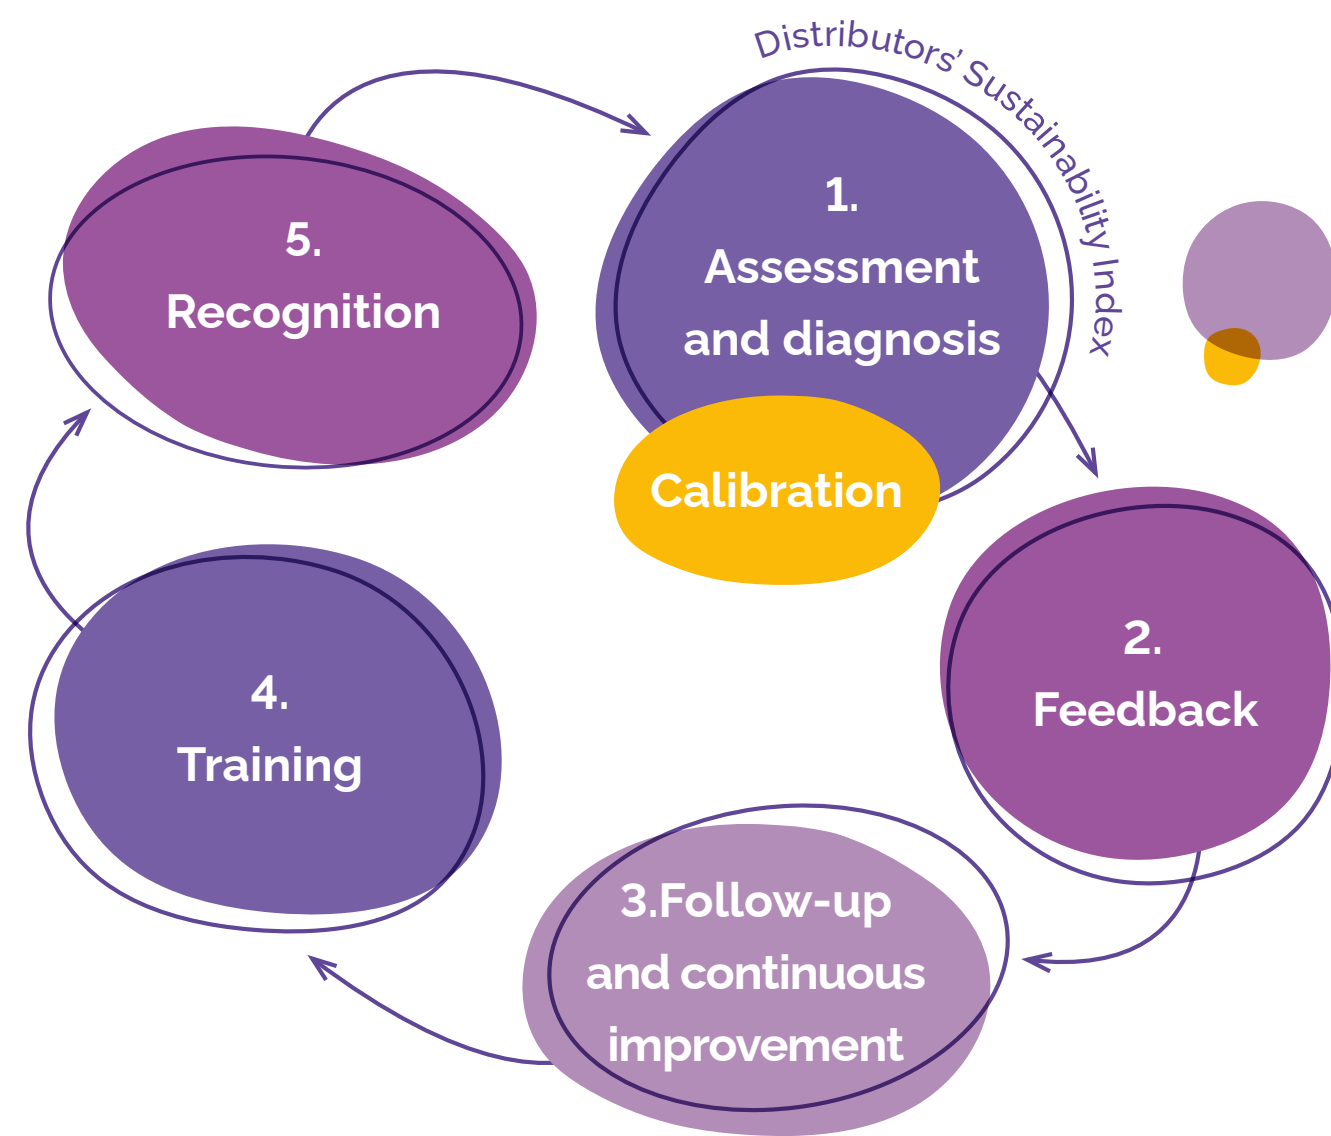 Distributors’ Sustainability Index
1.
Assessment
and diagnosis
Calibration
2.
Feedback
3.Follow-up
and continuous
improvement
4.
Training
5.
Recognition